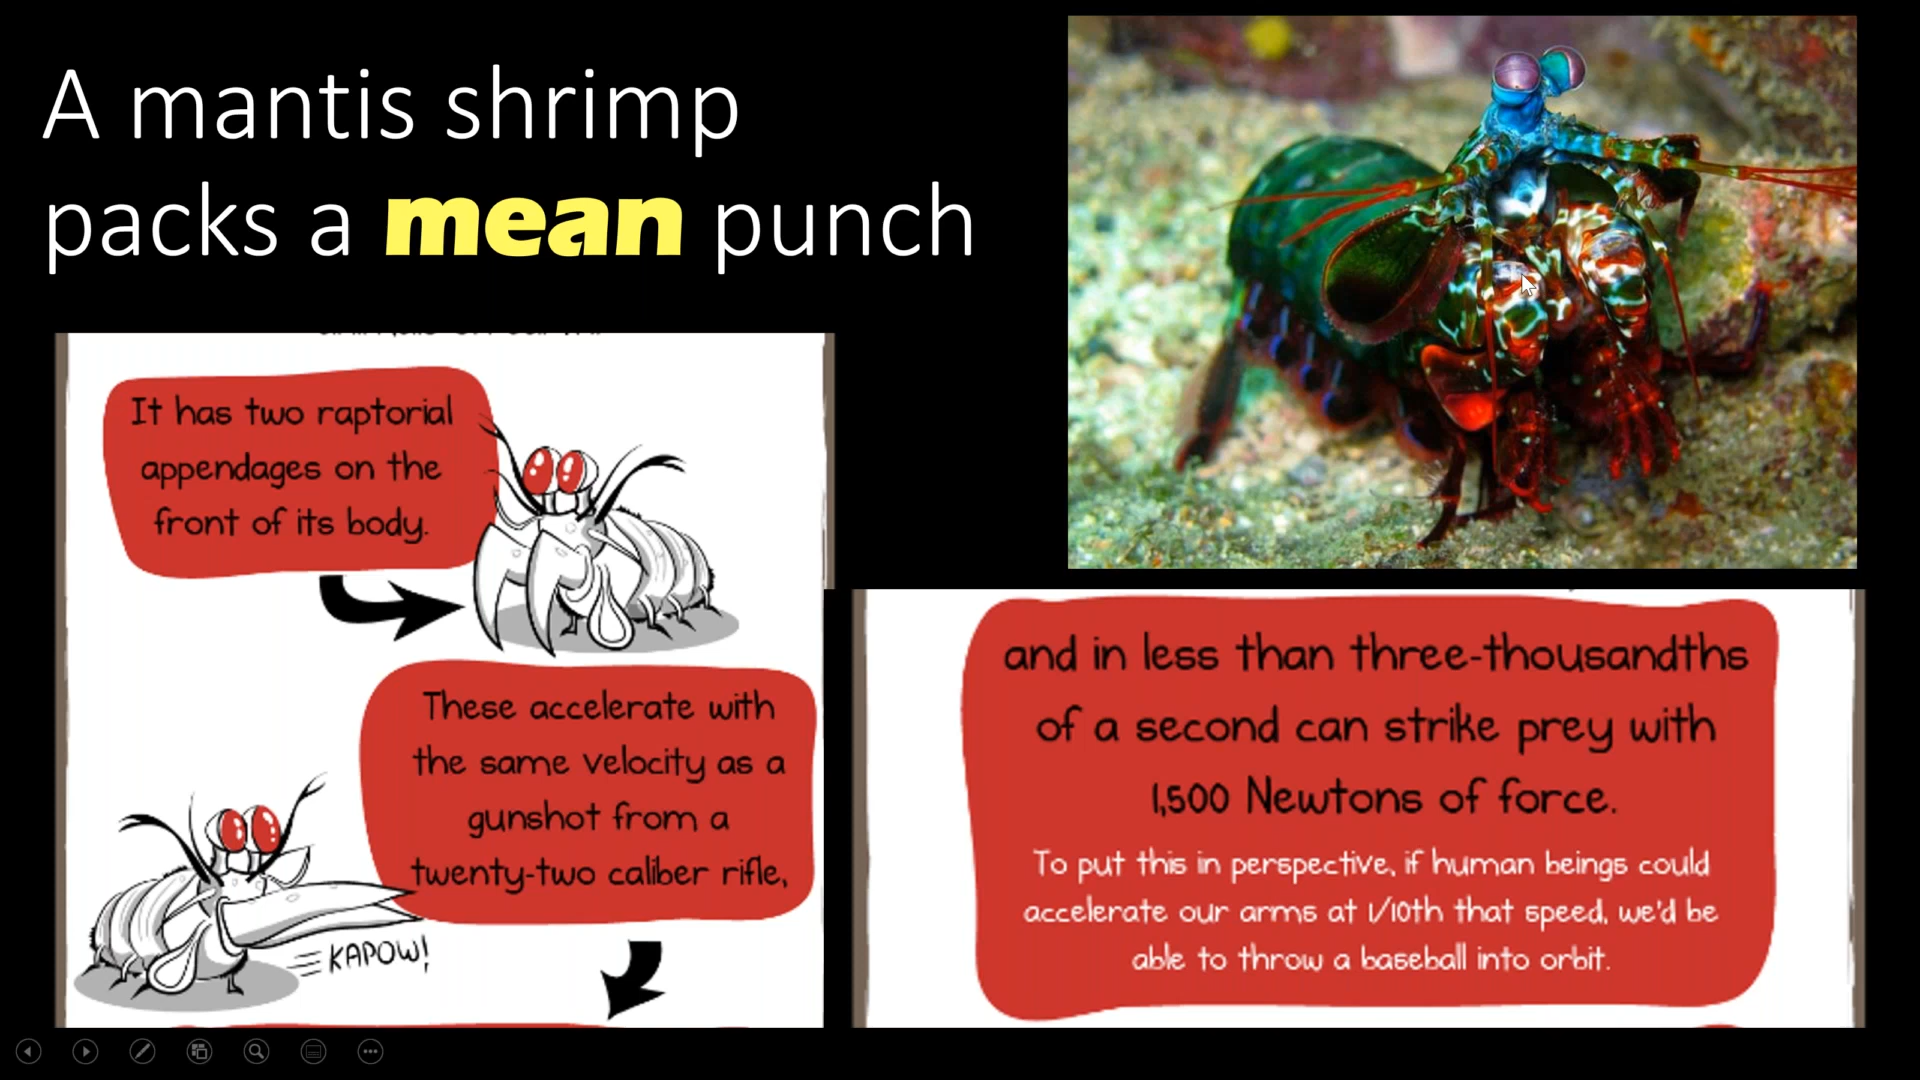 A mantis shrimp
packs a mean punch
It has two raptorial
appendages on the
front of its body.
These accelerate with
the same velocity as a
gunshot from a
twenty-two caliber rifle,
KAPOW!
and in less than three-thousandths
of a second can strike prey with
1,500 Newtons of force.
To put this in perspective, if human beings could
accelerate our arms at 1/10th that speed, we'd be
able to throw a baseball into orbit.